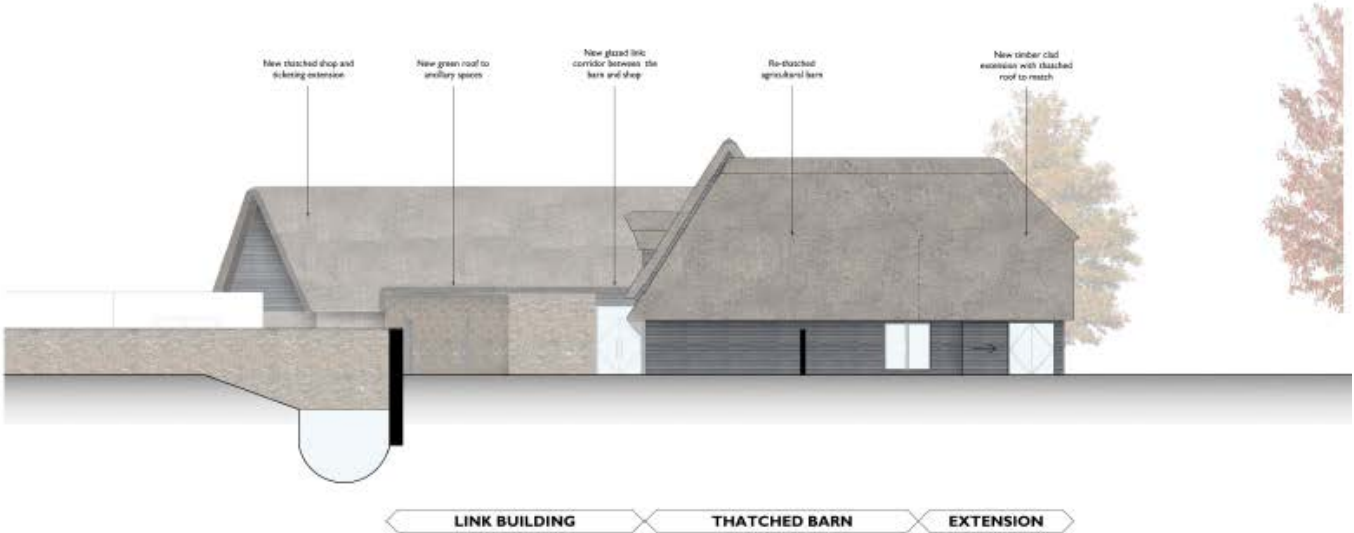 New thatched shop and
ticketing extension
New green roof to
ancillary spaces
New glazed link
corridor between the
barn and shop
Re-thatched
agricultural barn
New timber clad
extension with thatched
roof to match
LINK BUILDING
THATCHED BARN
EXTENSION